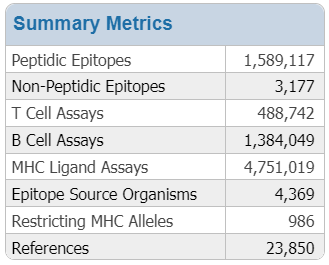 Summary Metrics
Peptidic Epitopes 1,589,117
Non-Peptidic Epitopes 3,177
T Cell Assays 488,742
B Cell Assays 1,384,049
MHC Ligand Assays 4,751,019
Epitope Source Organisms 4,369
Restricting MHC Alleles 986
References 23,850